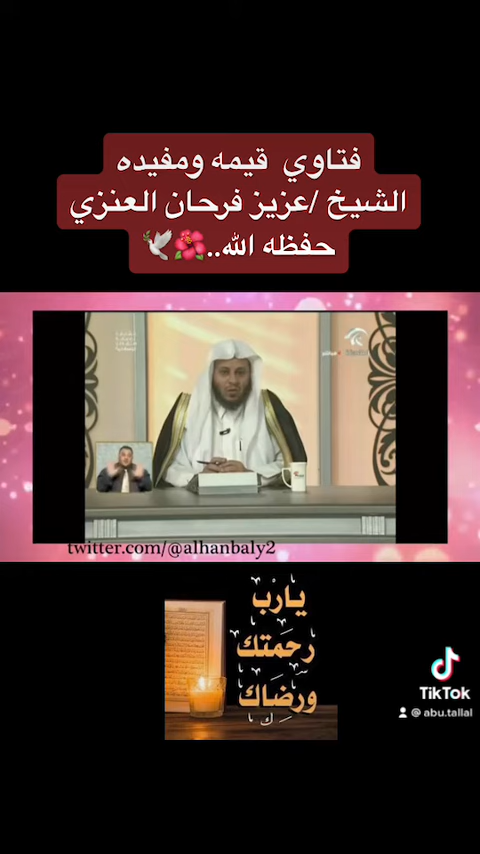 فتاوي قيمه ومفيده
الشيخ /عزيز فرحان العنزي
حفظه الله..🌺🕊
twitter.com/@alhanbaly2
يارب
رحمتك
ورضاك
TikTok
@ abu.tallal